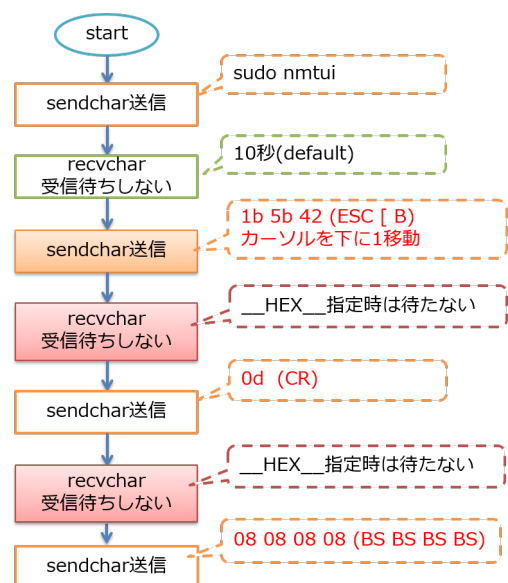 start
sudo nmtui
sendchar送信
10秒(default)
recvchar
受信待ちしない
1b 5b 42 (ESC [ B)
カーソルを下に1移動
sendchar送信
__HEX__指定時は待たない
recvchar
受信待ちしない
0d  (CR)
sendchar送信
__HEX__指定時は待たない
recvchar
受信待ちしない
08 08 08 08 (BS BS BS BS)
sendchar送信